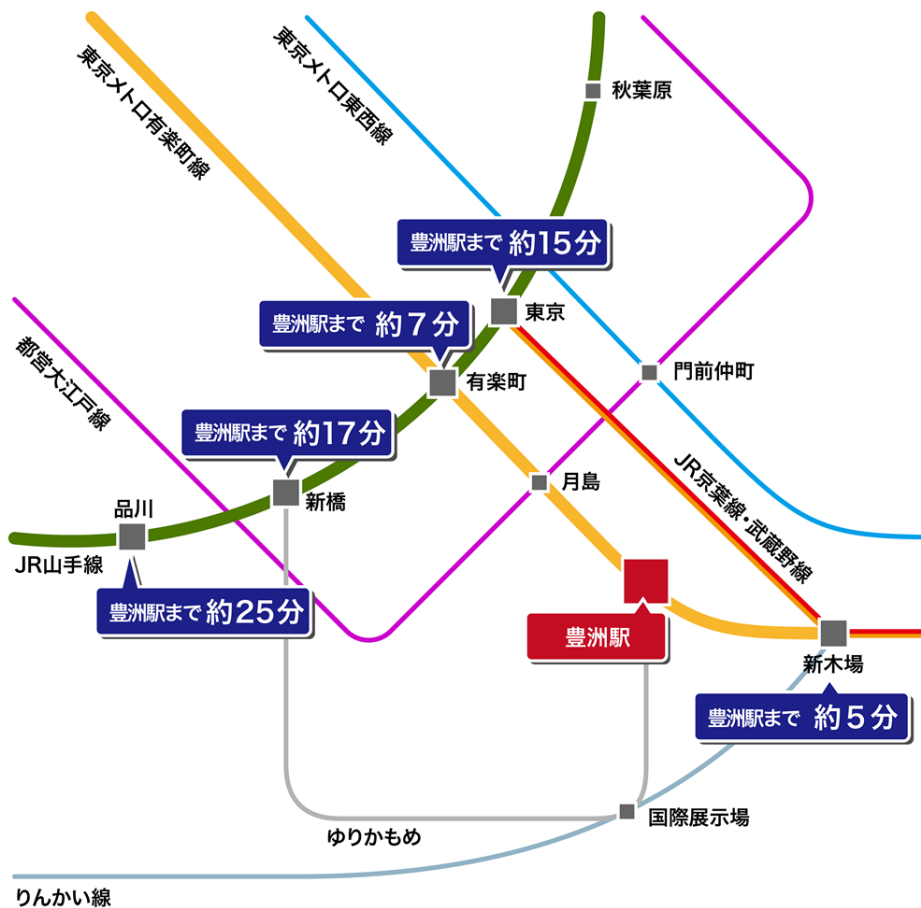 東京メトロ有楽町線
東京メトロ東西線
秋葉原
豊洲駅まで 約15分
東京
豊洲駅まで 約7分
都営大江戸線
有楽町
門前仲町
豊洲駅まで 約17分
月島
JR京葉線・武蔵野線
品川
新橋
JR山手線
豊洲駅まで 約25分
豊洲駅
新木場
豊洲駅まで 約5分
国際展示場
ゆりかもめ
りんかい線